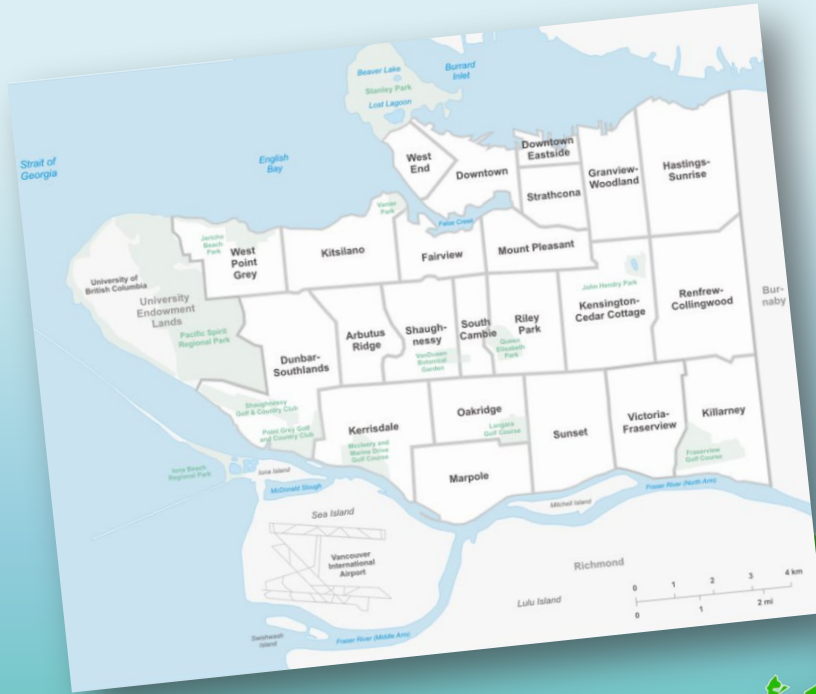 Beaver Lake
Stanley Park
Lost Lagoon
Burrard
Inlet
Strait of
Georgia
English
Bay
West
End
Downtown
Downtown
Eastside
Strathcona
Granview-
Woodland
Hastings-
Sunrise
Vanier
Park
False Creek
Jericho
Beach
Park
West
Point
Grey
Kitsilano
Fairview
Mount Pleasant
University of
British Columbia
University
Endowment
Lands
Pacific Spirit
Regional Park
Dunbar-
Southlands
Arbutus
Ridge
Shaugh-
nessy
VanDusen
Botanical
Garden
South
Cambie
Queen
Elizabeth
Park
Riley
Park
John Hendry Park
Kensington-
Cedar Cottage
Renfrew-
Collingwood
Bur-
naby
Shaughnessy
Golf & Country Club
Point Grey Golf
and Country Club
Kerrisdale
McCleery and
Marine Drive
Golf Course
Oakridge
Langara
Golf Course
Marpole
Sunset
Victoria-
Fraserview
Killarney
Fraserview
Golf Course
Iona Beach
Regional Park
Iona Island
McDonald Slough
Sea Island
Vancouver
International
Airport
Mitchell Island
Fraser River (North Arm)
Richmond
Lulu Island
Swishwash
Island
Fraser River (Middle Arm)
0 1 2 3 4 km
0 1 2 mi